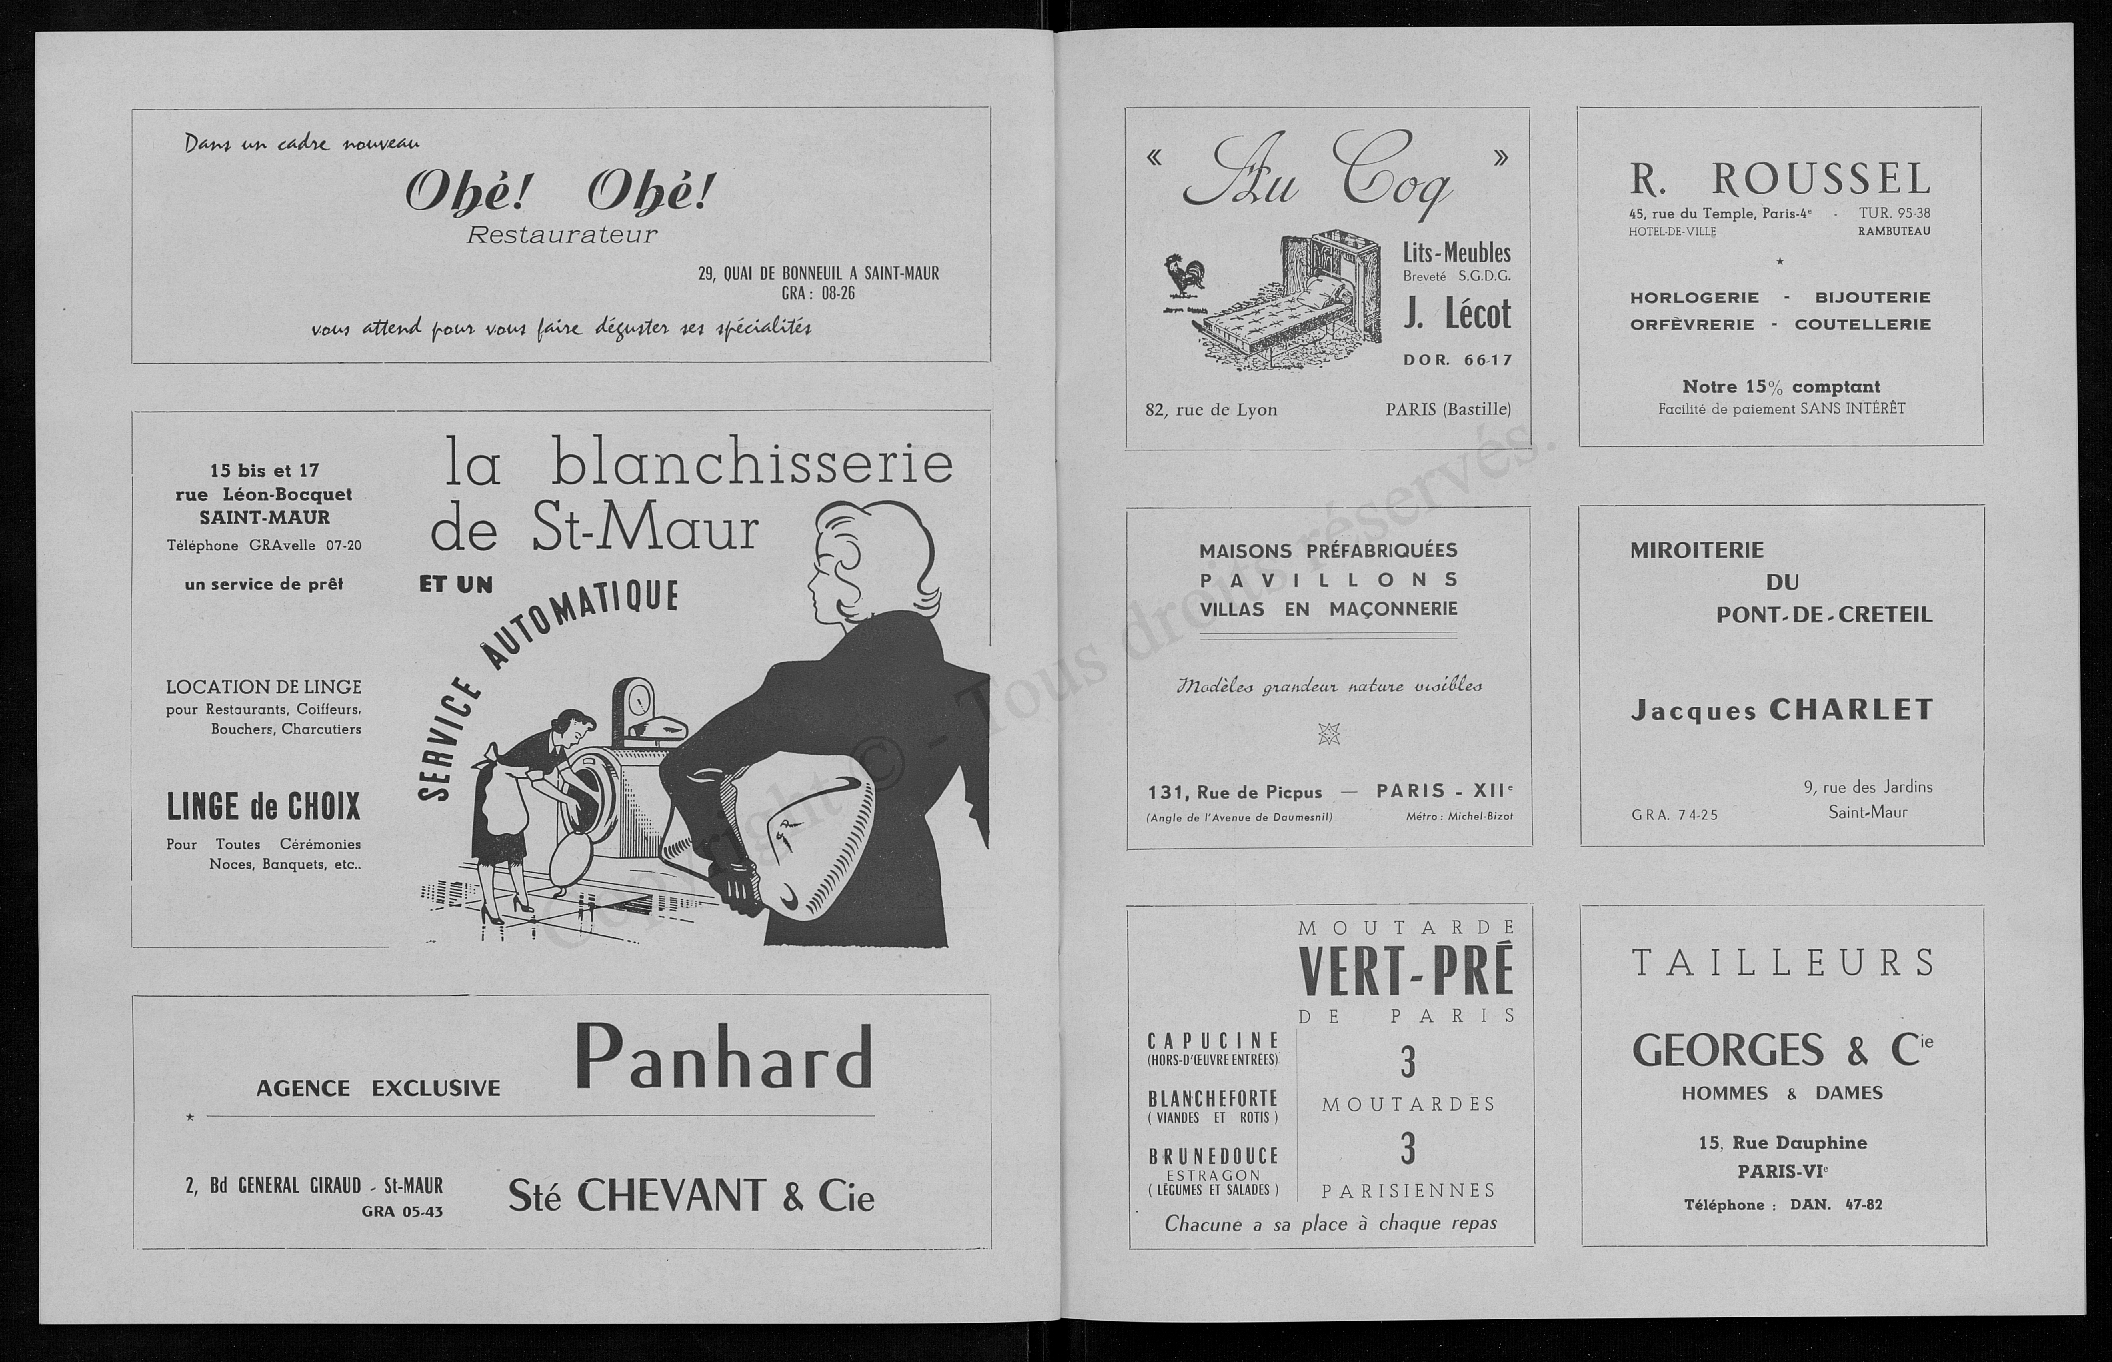 Dans un cadre nouveau
Ohè! Ohè!
Restaurateur
29, QUAI DE BONNEUIL A SAINT-MAUR
GRA : 08-26
vous attend pour vous faire déguster ses spécialités
15 bis et 17
rue Léon-Bocquet
SAINT-MAUR
Téléphone GRAvelle 07-20
un service de prêt
la blanchisserie
de St-Maur
ET UN
SERVICE AUTOMATIQUE
LOCATION DE LINGE
pour Restaurants, Coiffeurs,
Bouchers, Charcutiers
LINGE de CHOIX
Pour Toutes Cérémonies
Noces, Banquets, etc..
AGENCE EXCLUSIVE Panhard
2, Bd GENERAL GIRAUD - St-MAUR
GRA 05-43
Sté CHEVANT & Cie
« Au Coq »
Lits-Meubles
Breveté S.G.D.G.
J. Lécot
DOR. 66-17
82, rue de Lyon PARIS (Bastille)
R. ROUSSEL
45, rue du Temple, Paris-4e - TUR. 95-38
HOTEL-DE-VILLE RAMBUTEAU
HORLOGERIE - BIJOUTERIE
ORFÈVRERIE - COUTELLERIE
Notre 15% comptant
Facilité de paiement SANS INTÉRÊT
MAISONS PRÉFABRIQUÉES
PAVILLONS
VILLAS EN MAÇONNERIE
Modèles grandeur nature visibles
131, Rue de Picpus — PARIS - XIIe
(Angle de l'Avenue de Daumesnil) Métro : Michel-Bizot
MIROITERIE
DU
PONT-DE-CRETEIL
Jacques CHARLET
9, rue des Jardins
GRA. 74-25 Saint-Maur
MOUTARDE
VERT-PRÉ
DE PARIS
CAPUCINE
(HORS-D'ŒUVRE ENTRÉES)
BLANCHEFORTE
(VIANDES ET ROTIS)
BRUNEDOUCE
ESTRAGON
(LÉGUMES ET SALADES)
3
MOUTARDES
3
PARISIENNES
Chacune a sa place à chaque repas
TAILLEURS
GEORGES & Cie
HOMMES & DAMES
15, Rue Dauphine
PARIS-VIe
Téléphone : DAN. 47-82
Copyright © - Tous droits réservés.